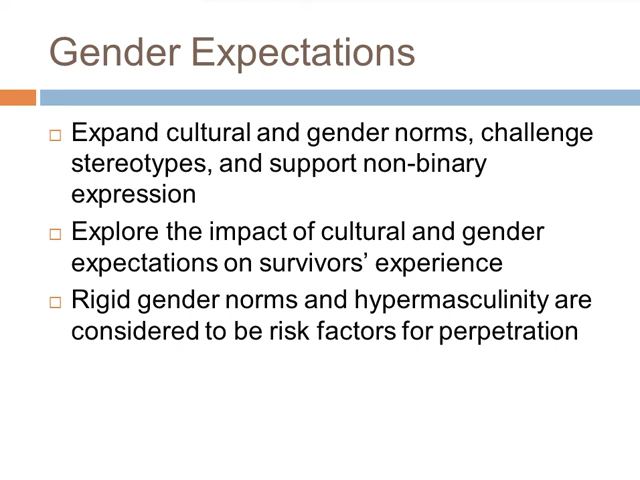 Gender Expectations
Expand cultural and gender norms, challenge
stereotypes, and support non-binary
expression
Explore the impact of cultural and gender
expectations on survivors’ experience
Rigid gender norms and hypermasculinity are
considered to be risk factors for perpetration